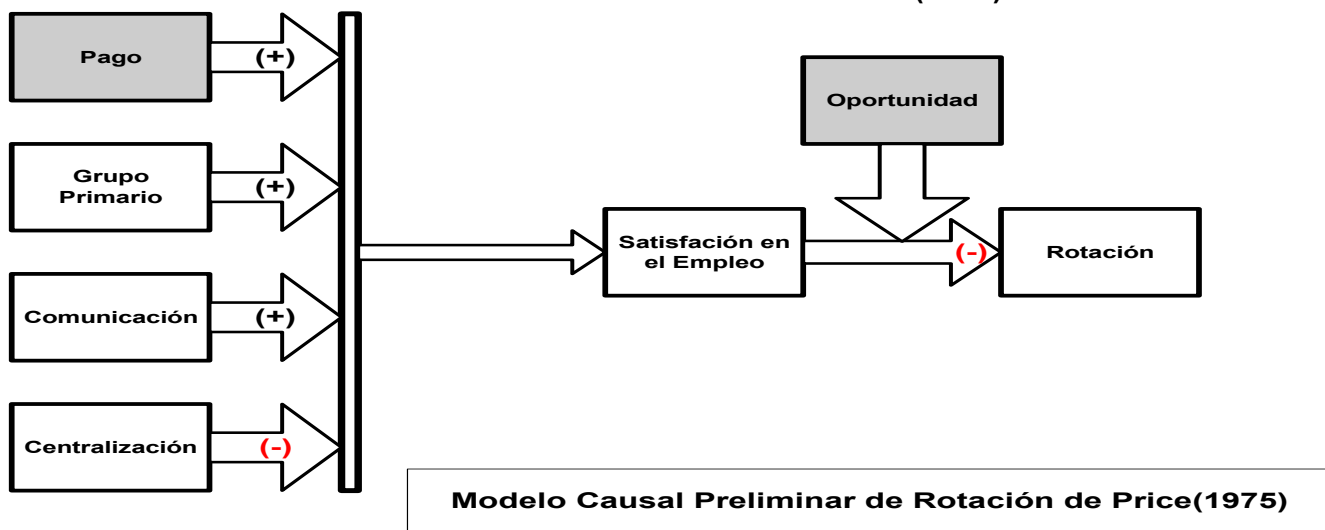 Pago
(+)
Oportunidad
Grupo
Primario
(+)
Satisfación en
el Empleo
(-)
Rotación
Comunicación
(+)
Centralización
(-)
Modelo Causal Preliminar de Rotación de Price(1975)